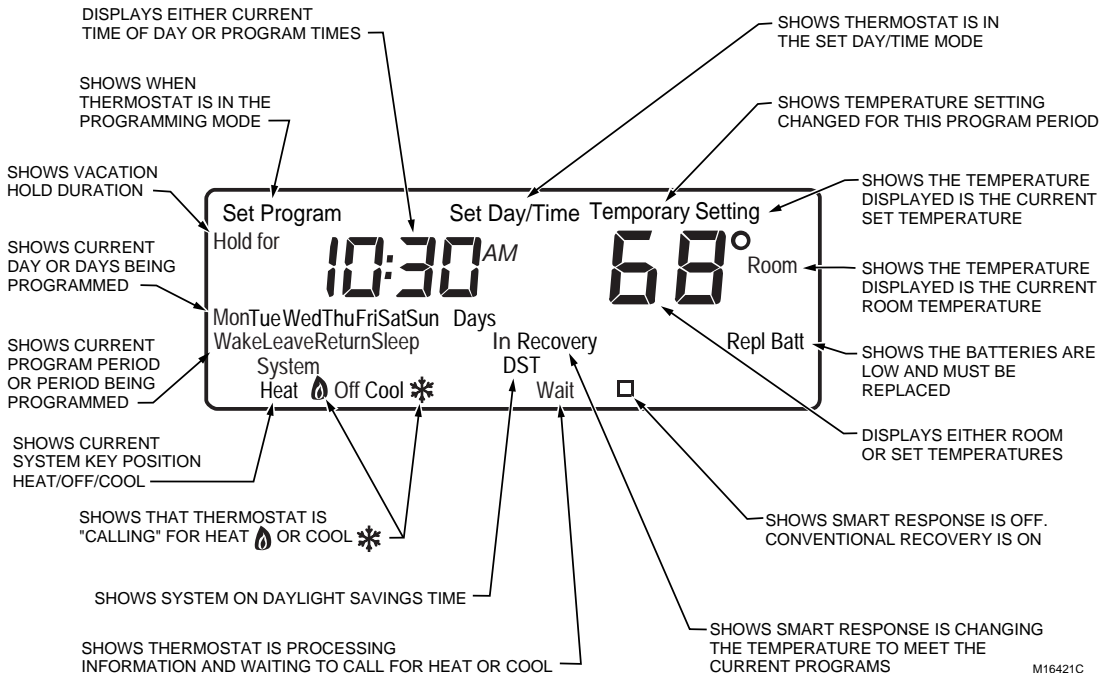 DISPLAYS EITHER CURRENT
TIME OF DAY OR PROGRAM TIMES
SHOWS THERMOSTAT IS IN
THE SET DAY/TIME MODE
SHOWS WHEN
THERMOSTAT IS IN THE
PROGRAMMING MODE
SHOWS TEMPERATURE SETTING
CHANGED FOR THIS PROGRAM PERIOD
SHOWS VACATION
HOLD DURATION
SHOWS THE TEMPERATURE
DISPLAYED IS THE CURRENT
SET TEMPERATURE
SHOWS CURRENT
DAY OR DAYS BEING
PROGRAMMED
SHOWS THE TEMPERATURE
DISPLAYED IS THE CURRENT
ROOM TEMPERATURE
SHOWS CURRENT
PROGRAM PERIOD
OR PERIOD BEING
PROGRAMMED
SHOWS THE BATTERIES ARE
LOW AND MUST BE
REPLACED
Set Program Set Day/Time Temporary Setting
Hold for
10:30 AM 68° Room
MonTueWedThuFriSatSun Days
WakeLeaveReturnSleep In Recovery Repl Batt
System DST
Heat Off Cool Wait
SHOWS CURRENT
SYSTEM KEY POSITION
HEAT/OFF/COOL
DISPLAYS EITHER ROOM
OR SET TEMPERATURES
SHOWS THAT THERMOSTAT IS
"CALLING" FOR HEAT OR COOL
SHOWS SMART RESPONSE IS OFF.
CONVENTIONAL RECOVERY IS ON
SHOWS SYSTEM ON DAYLIGHT SAVINGS TIME
SHOWS THERMOSTAT IS PROCESSING
INFORMATION AND WAITING TO CALL FOR HEAT OR COOL
SHOWS SMART RESPONSE IS CHANGING
THE TEMPERATURE TO MEET THE
CURRENT PROGRAMS
M16421C